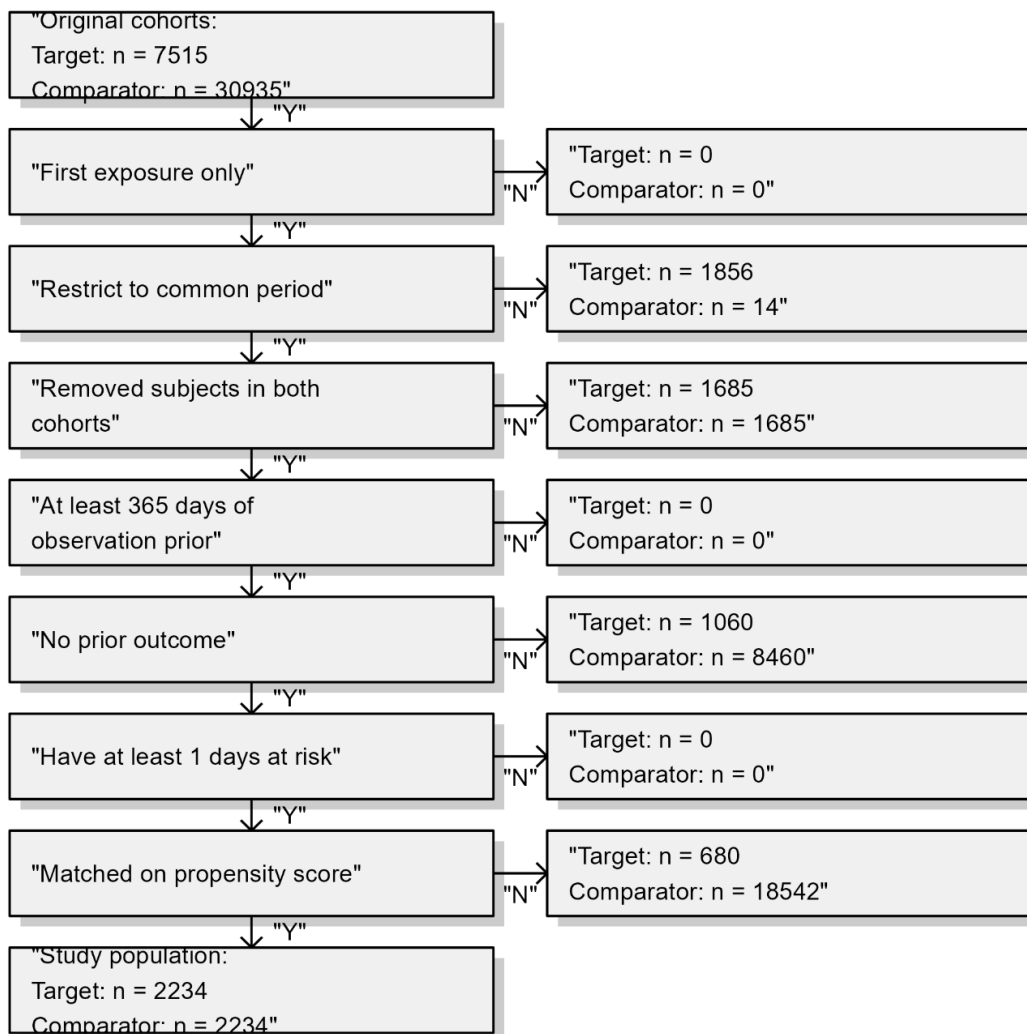 "Original cohorts:
Target: n = 7515
Comparator: n = 30935"
"Y"
"First exposure only"
"N"
"Target: n = 0
Comparator: n = 0"
"Y"
"Restrict to common period"
"N"
"Target: n = 1856
Comparator: n = 14"
"Y"
"Removed subjects in both
cohorts"
"N"
"Target: n = 1685
Comparator: n = 1685"
"Y"
"At least 365 days of
observation prior"
"N"
"Target: n = 0
Comparator: n = 0"
"Y"
"No prior outcome"
"N"
"Target: n = 1060
Comparator: n = 8460"
"Y"
"Have at least 1 days at risk"
"N"
"Target: n = 0
Comparator: n = 0"
"Y"
"Matched on propensity score"
"N"
"Target: n = 680
Comparator: n = 18542"
"Y"
"Study population:
Target: n = 2234
Comparator: n = 2234"